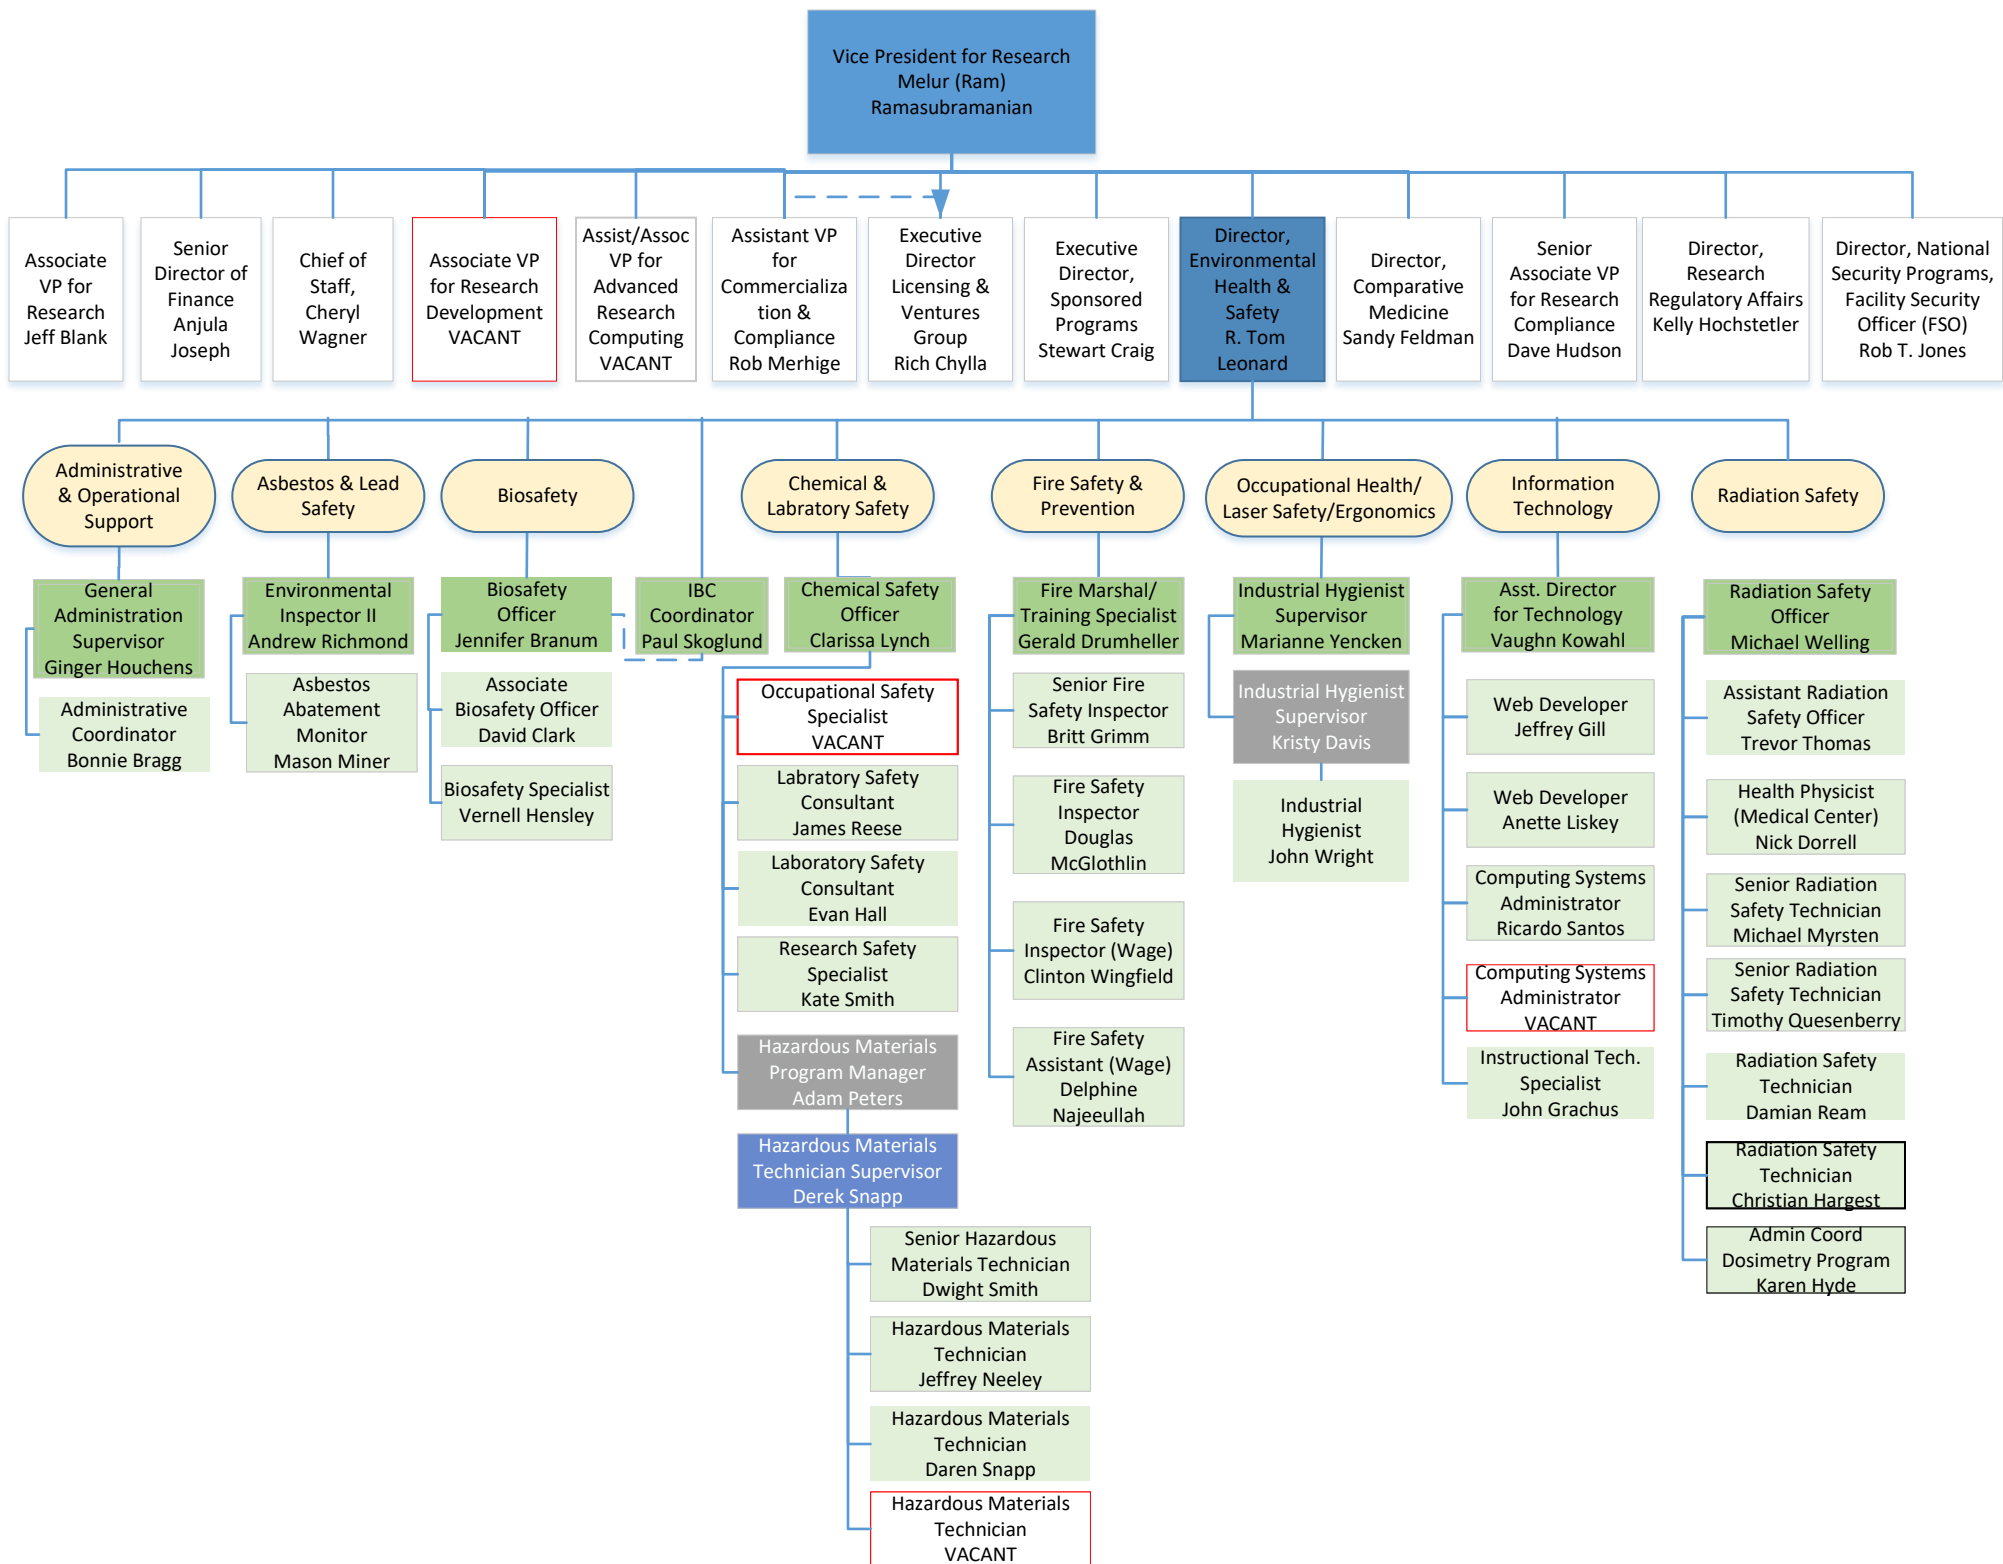 Vice President for Research
Melur (Ram)
Ramasubramanian
Associate
VP for
Research
Jeff Blank
Senior
Director of
Finance
Anjula
Joseph
Chief of
Staff,
Cheryl
Wagner
Associate VP
for Research
Development
VACANT
Assist/Assoc
VP for
Advanced
Research
Computing
VACANT
Assistant VP
for
Commercializa
tion &
Compliance
Rob Merhige
Executive
Director
Licensing &
Ventures
Group
Rich Chylla
Executive
Director,
Sponsored
Programs
Stewart Craig
Director,
Environmental
Health &
Safety
R. Tom
Leonard
Director,
Comparative
Medicine
Sandy Feldman
Senior
Associate VP
for Research
Compliance
Dave Hudson
Director,
Research
Regulatory Affairs
Kelly Hochstetler
Director, National
Security Programs,
Facility Security
Officer (FSO)
Rob T. Jones
Administrative
& Operational
Support
Asbestos & Lead
Safety
Biosafety
Chemical &
Labratory Safety
Fire Safety &
Prevention
Occupational Health/
Laser Safety/Ergonomics
Information
Technology
Radiation Safety
General
Administration
Supervisor
Ginger Houchens
Administrative
Coordinator
Bonnie Bragg
Environmental
Inspector II
Andrew Richmond
Asbestos
Abatement
Monitor
Mason Miner
Biosafety
Officer
Jennifer Branum
Associate
Biosafety Officer
David Clark
Biosafety Specialist
Vernell Hensley
IBC
Coordinator
Paul Skoglund
Chemical Safety
Officer
Clarissa Lynch
Occupational Safety
Specialist
VACANT
Labratory Safety
Consultant
James Reese
Laboratory Safety
Consultant
Evan Hall
Research Safety
Specialist
Kate Smith
Hazardous Materials
Program Manager
Adam Peters
Hazardous Materials
Technician Supervisor
Derek Snapp
Senior Hazardous
Materials Technician
Dwight Smith
Hazardous Materials
Technician
Jeffrey Neeley
Hazardous Materials
Technician
Daren Snapp
Hazardous Materials
Technician
VACANT
Fire Marshal/
Training Specialist
Gerald Drumheller
Senior Fire
Safety Inspector
Britt Grimm
Fire Safety
Inspector
Douglas
McGlothlin
Fire Safety
Inspector (Wage)
Clinton Wingfield
Fire Safety
Assistant (Wage)
Delphine
Najeeullah
Industrial Hygienist
Supervisor
Marianne Yencken
Industrial Hygienist
Supervisor
Kristy Davis
Industrial
Hygienist
John Wright
Asst. Director
for Technology
Vaughn Kowahl
Web Developer
Jeffrey Gill
Web Developer
Anette Liskey
Computing Systems
Administrator
Ricardo Santos
Computing Systems
Administrator
VACANT
Instructional Tech.
Specialist
John Grachus
Radiation Safety
Officer
Michael Welling
Assistant Radiation
Safety Officer
Trevor Thomas
Health Physicist
(Medical Center)
Nick Dorrell
Senior Radiation
Safety Technician
Michael Myrsten
Senior Radiation
Safety Technician
Timothy Quesenberry
Radiation Safety
Technician
Damian Ream
Radiation Safety
Technician
Christian Hargest
Admin Coord
Dosimetry Program
Karen Hyde